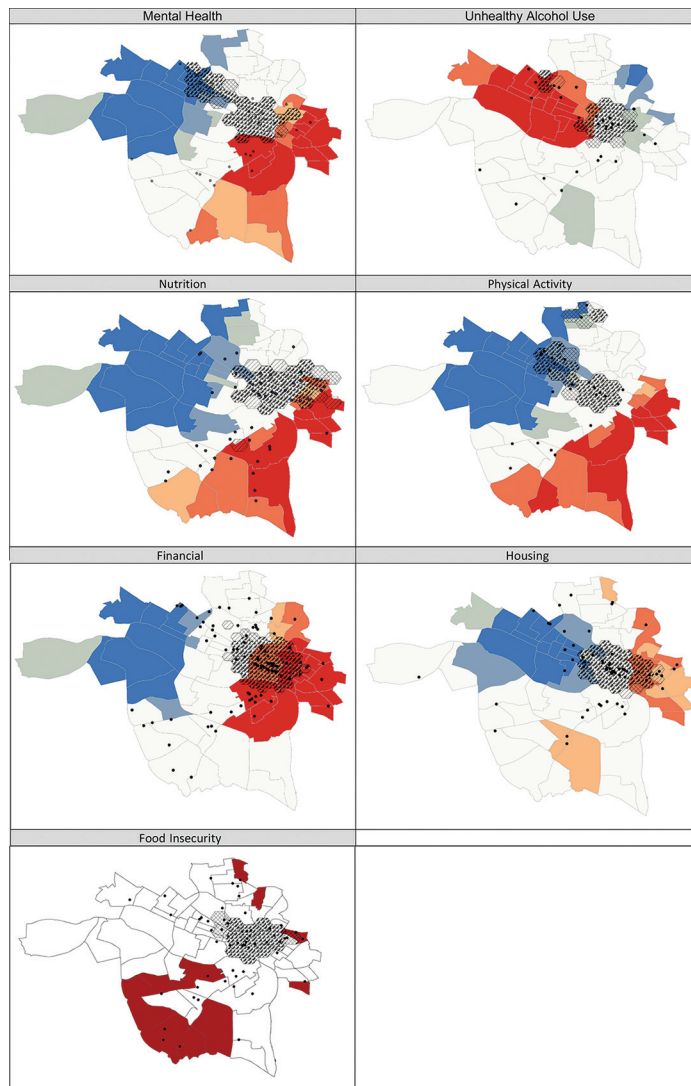 Mental Health
Unhealthy Alcohol Use
Nutrition
Physical Activity
Financial
Housing
Food Insecurity